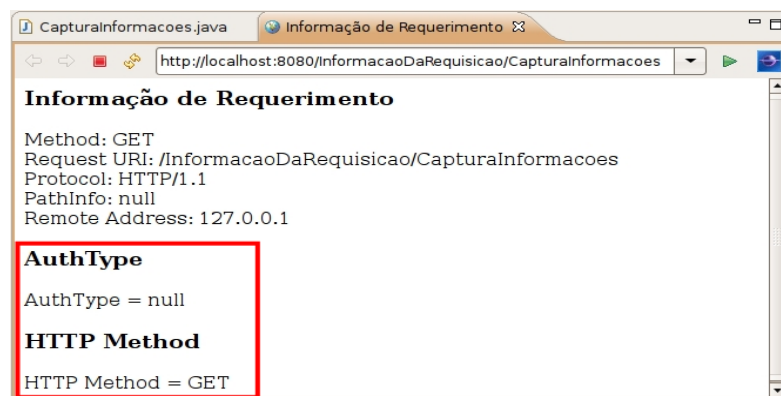 CapturaInformacoes.java
Informação de Requerimento
http://localhost:8080/InformacaoDaRequisicao/CapturaInformacoes
Informação de Requerimento
Method: GET
Request URI: /InformacaoDaRequisicao/CapturaInformacoes
Protocol: HTTP/1.1
PathInfo: null
Remote Address: 127.0.0.1
AuthType
AuthType = null
HTTP Method
HTTP Method = GET